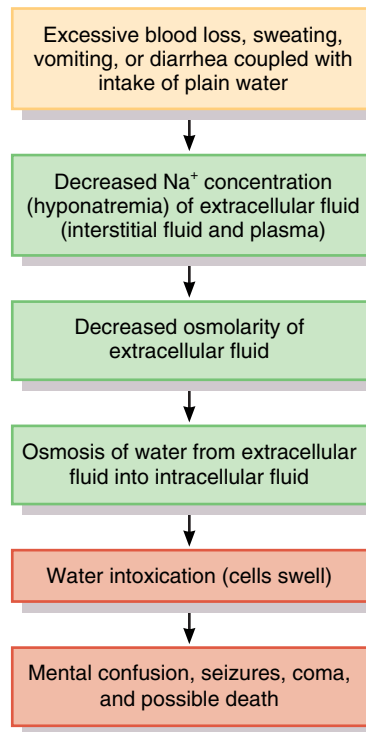 Excessive blood loss, sweating,
vomiting, or diarrhea coupled with
intake of plain water
Decreased Na⁺ concentration
(hyponatremia) of extracellular fluid
(interstitial fluid and plasma)
Decreased osmolarity of
extracellular fluid
Osmosis of water from extracellular
fluid into intracellular fluid
Water intoxication (cells swell)
Mental confusion, seizures, coma,
and possible death